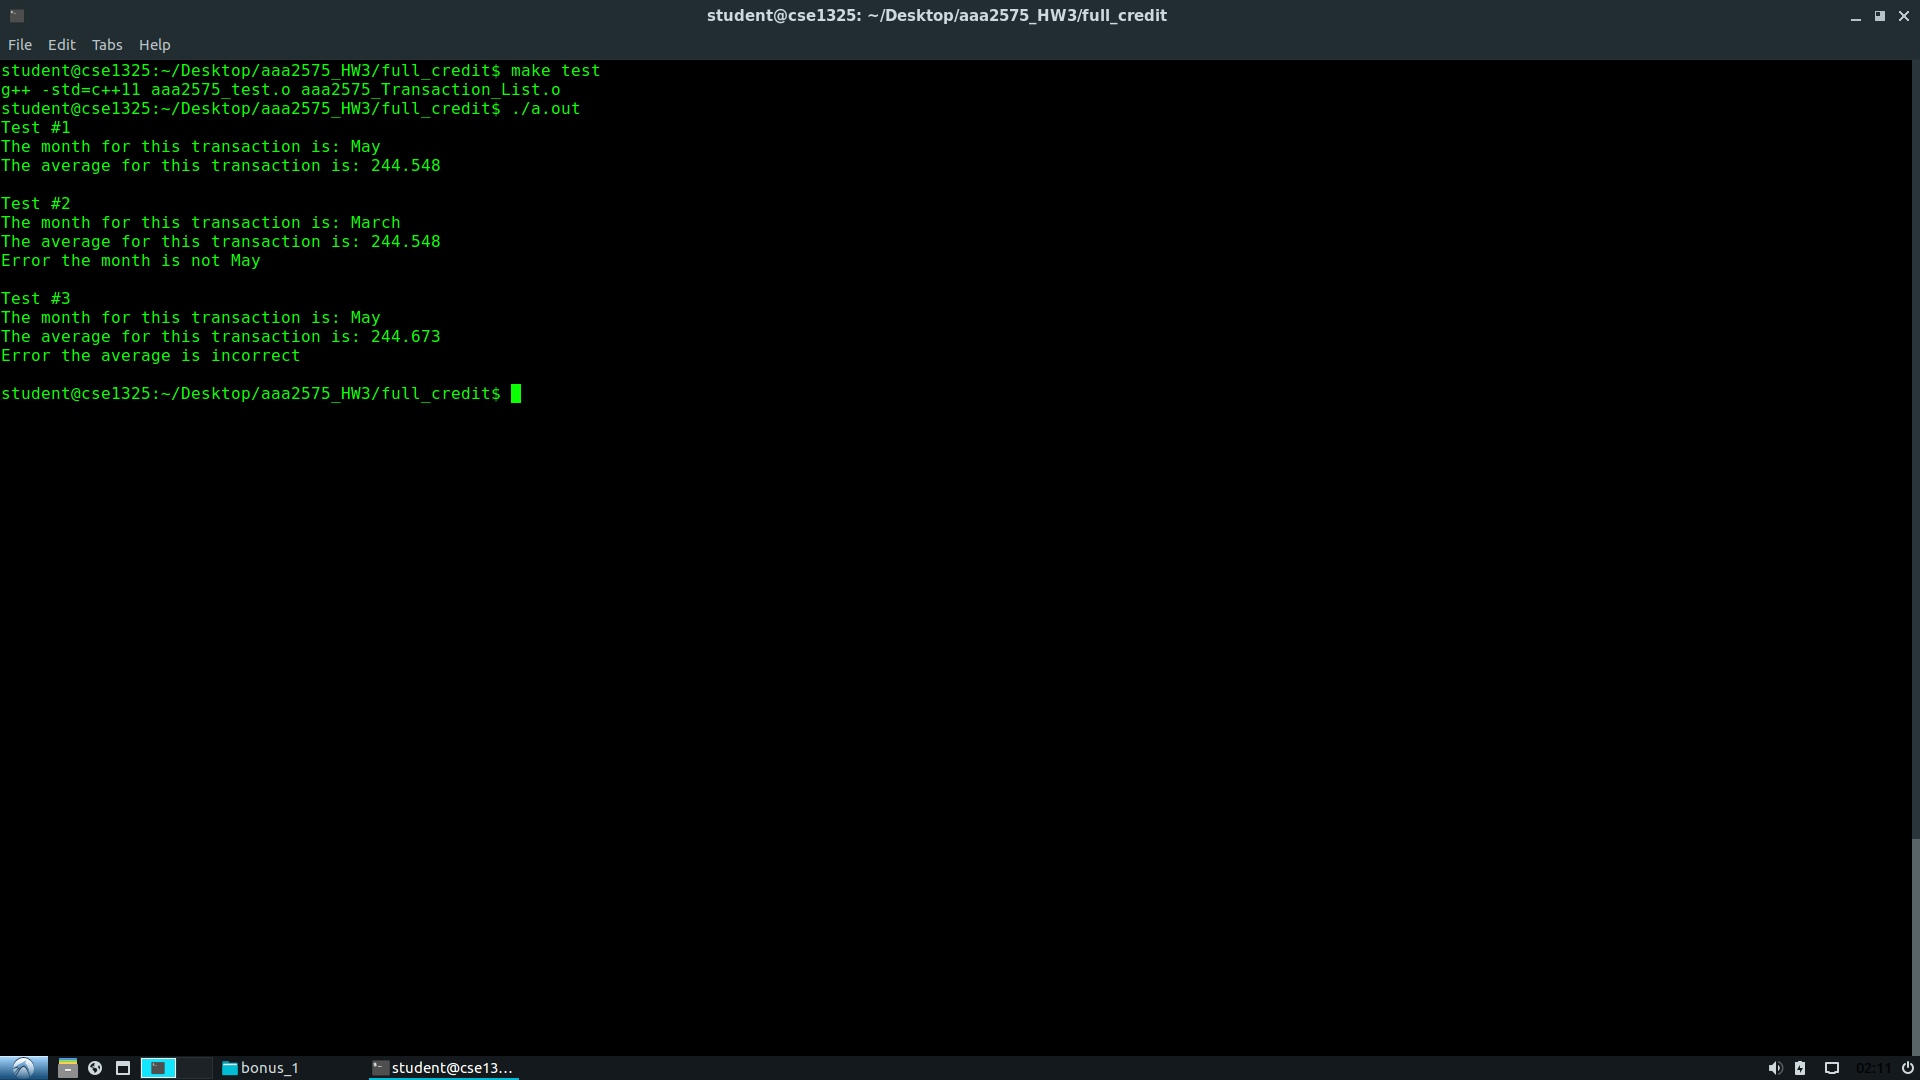 student@cse1325: ~/Desktop/aaa2575_HW3/full_credit
File Edit Tabs Help
student@cse1325:~/Desktop/aaa2575_HW3/full_credit$ make test
g++ -std=c++11 aaa2575_test.o aaa2575_Transaction_List.o
student@cse1325:~/Desktop/aaa2575_HW3/full_credit$ ./a.out
Test #1
The month for this transaction is: May
The average for this transaction is: 244.548
Test #2
The month for this transaction is: March
The average for this transaction is: 244.548
Error the month is not May
Test #3
The month for this transaction is: May
The average for this transaction is: 244.673
Error the average is incorrect
student@cse1325:~/Desktop/aaa2575_HW3/full_credit$
bonus_1 student@cse13... 02:11